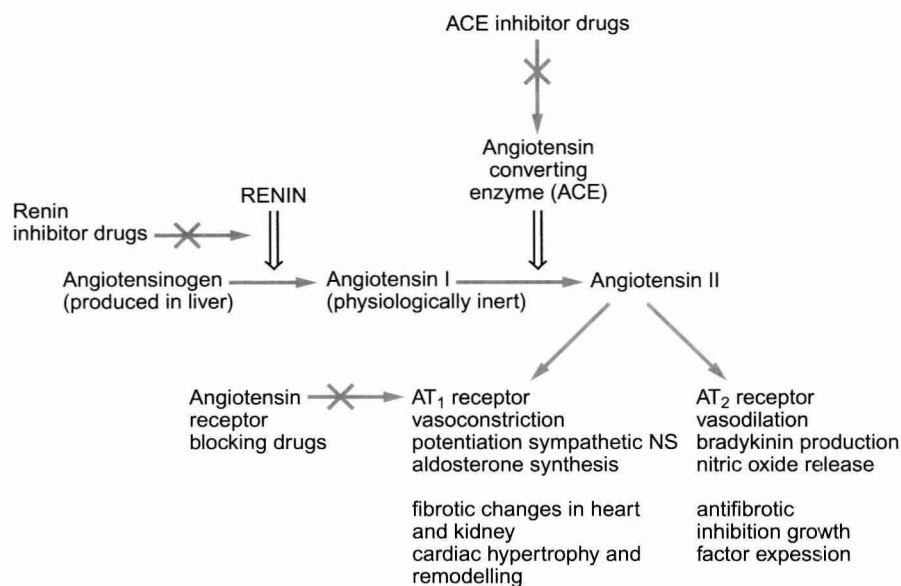 ACE inhibitor drugs
Angiotensin
converting
enzyme (ACE)
RENIN
Renin
inhibitor drugs
Angiotensinogen
(produced in liver)
Angiotensin I
(physiologically inert)
Angiotensin II
Angiotensin
receptor
blocking drugs
AT₁ receptor
vasoconstriction
potentiation sympathetic NS
aldosterone synthesis
fibrotic changes in heart
and kidney
cardiac hypertrophy and
remodelling
AT₂ receptor
vasodilation
bradykinin production
nitric oxide release
antifibrotic
inhibition growth
factor expession